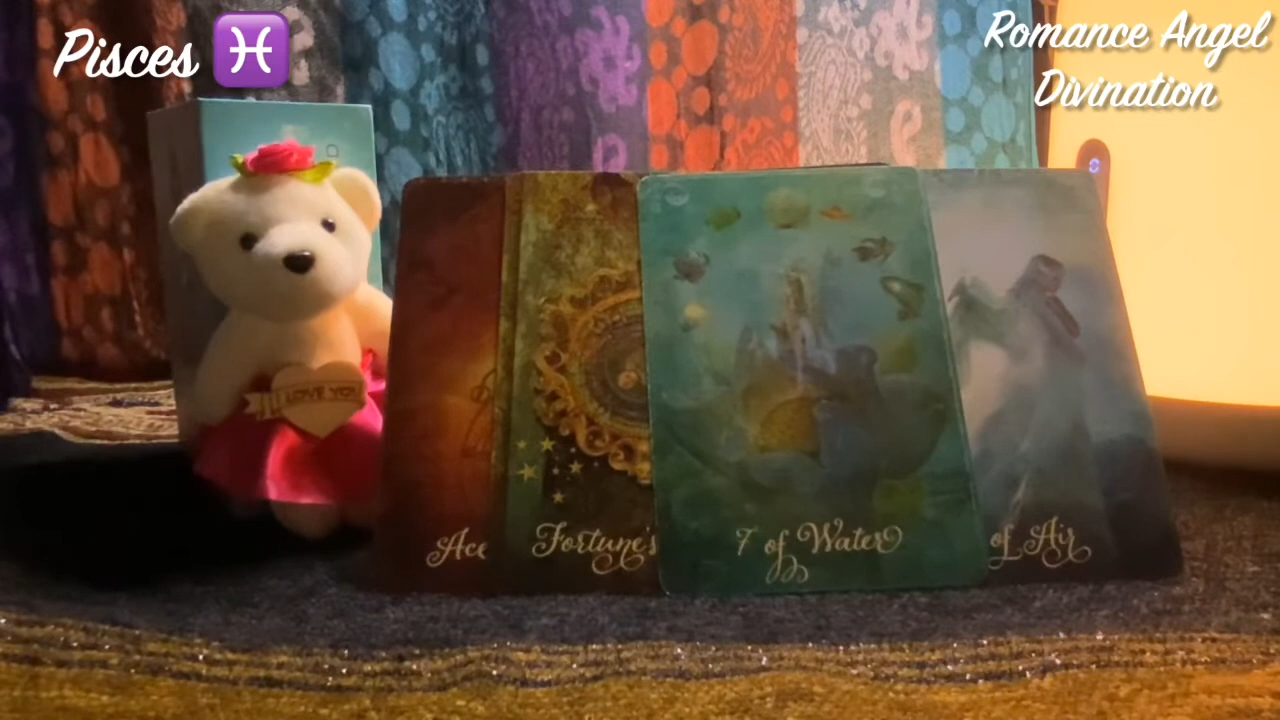 Pisces ♓
Romance Angel
Divination
I LOVE YOU
Ace
Fortune's
7 of Water
of Air